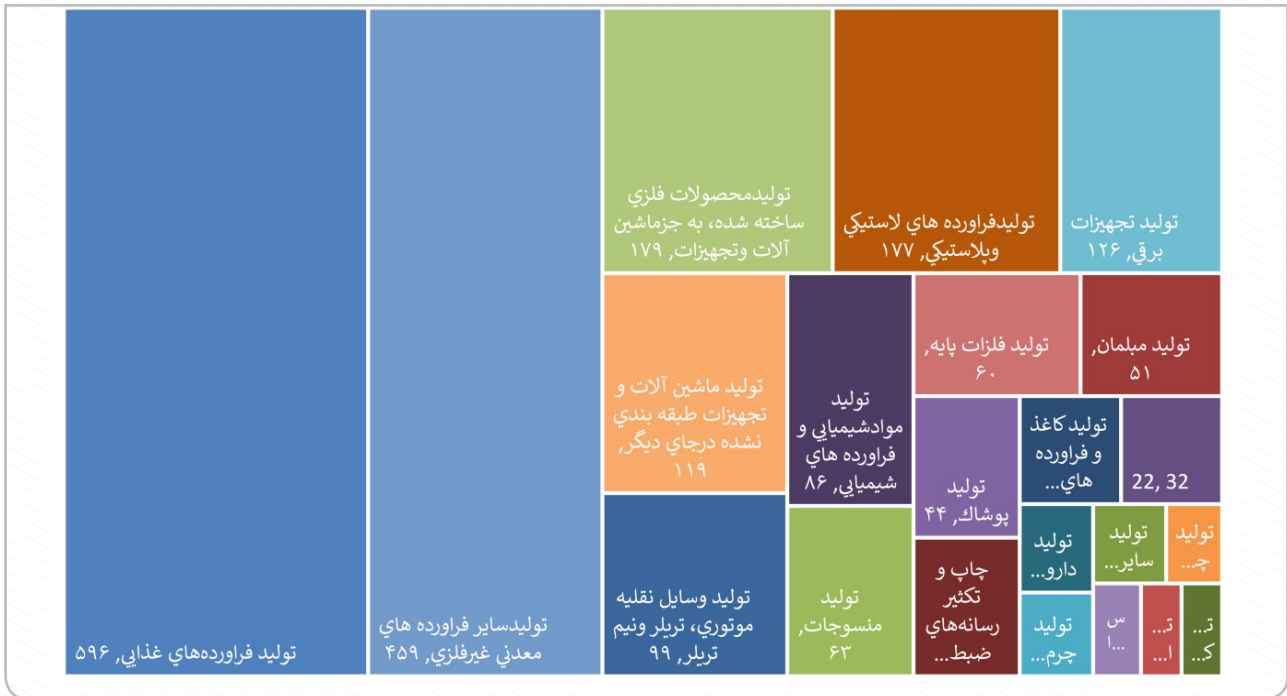 تولید فراورده‌هاي غذايي, ۵۹۶
تولیدسایر فراورده هاي
معدني غیرفلزي, ۴۵۹
تولیدمحصولات فلزي
ساخته شده، به جزماشین
آلات وتجهیزات, ۱۷۹
تولیدفراورده هاي لاستیکي
وپلاستیکي, ۱۷۷
تولید تجهیزات
برقي, ۱۲۶
تولید ماشین آلات و
تجهیزات طبقه بندي
نشده درجاي دیگر,
۱۱۹
تولید وسایل نقلیه
موتوري، تریلر ونیم
تریلر, ۹۹
تولید
موادشیمیایي و
فراورده هاي
شیمیایي, ۸۶
تولید
منسوجات,
۶۳
تولید فلزات پایه,
۶۰
تولید مبلمان,
۵۱
تولید
پوشاك, ۴۴
چاپ و
تکثیر
رسانه‌هاي
ضبط...
تولید کاغذ
و فراورده
هاي...
22, 32
تولید
دارو...
تولید
سایر...
تولید
چ...
تولید
چرم...
س
ا...
ت...
ا...
ت...
ک...